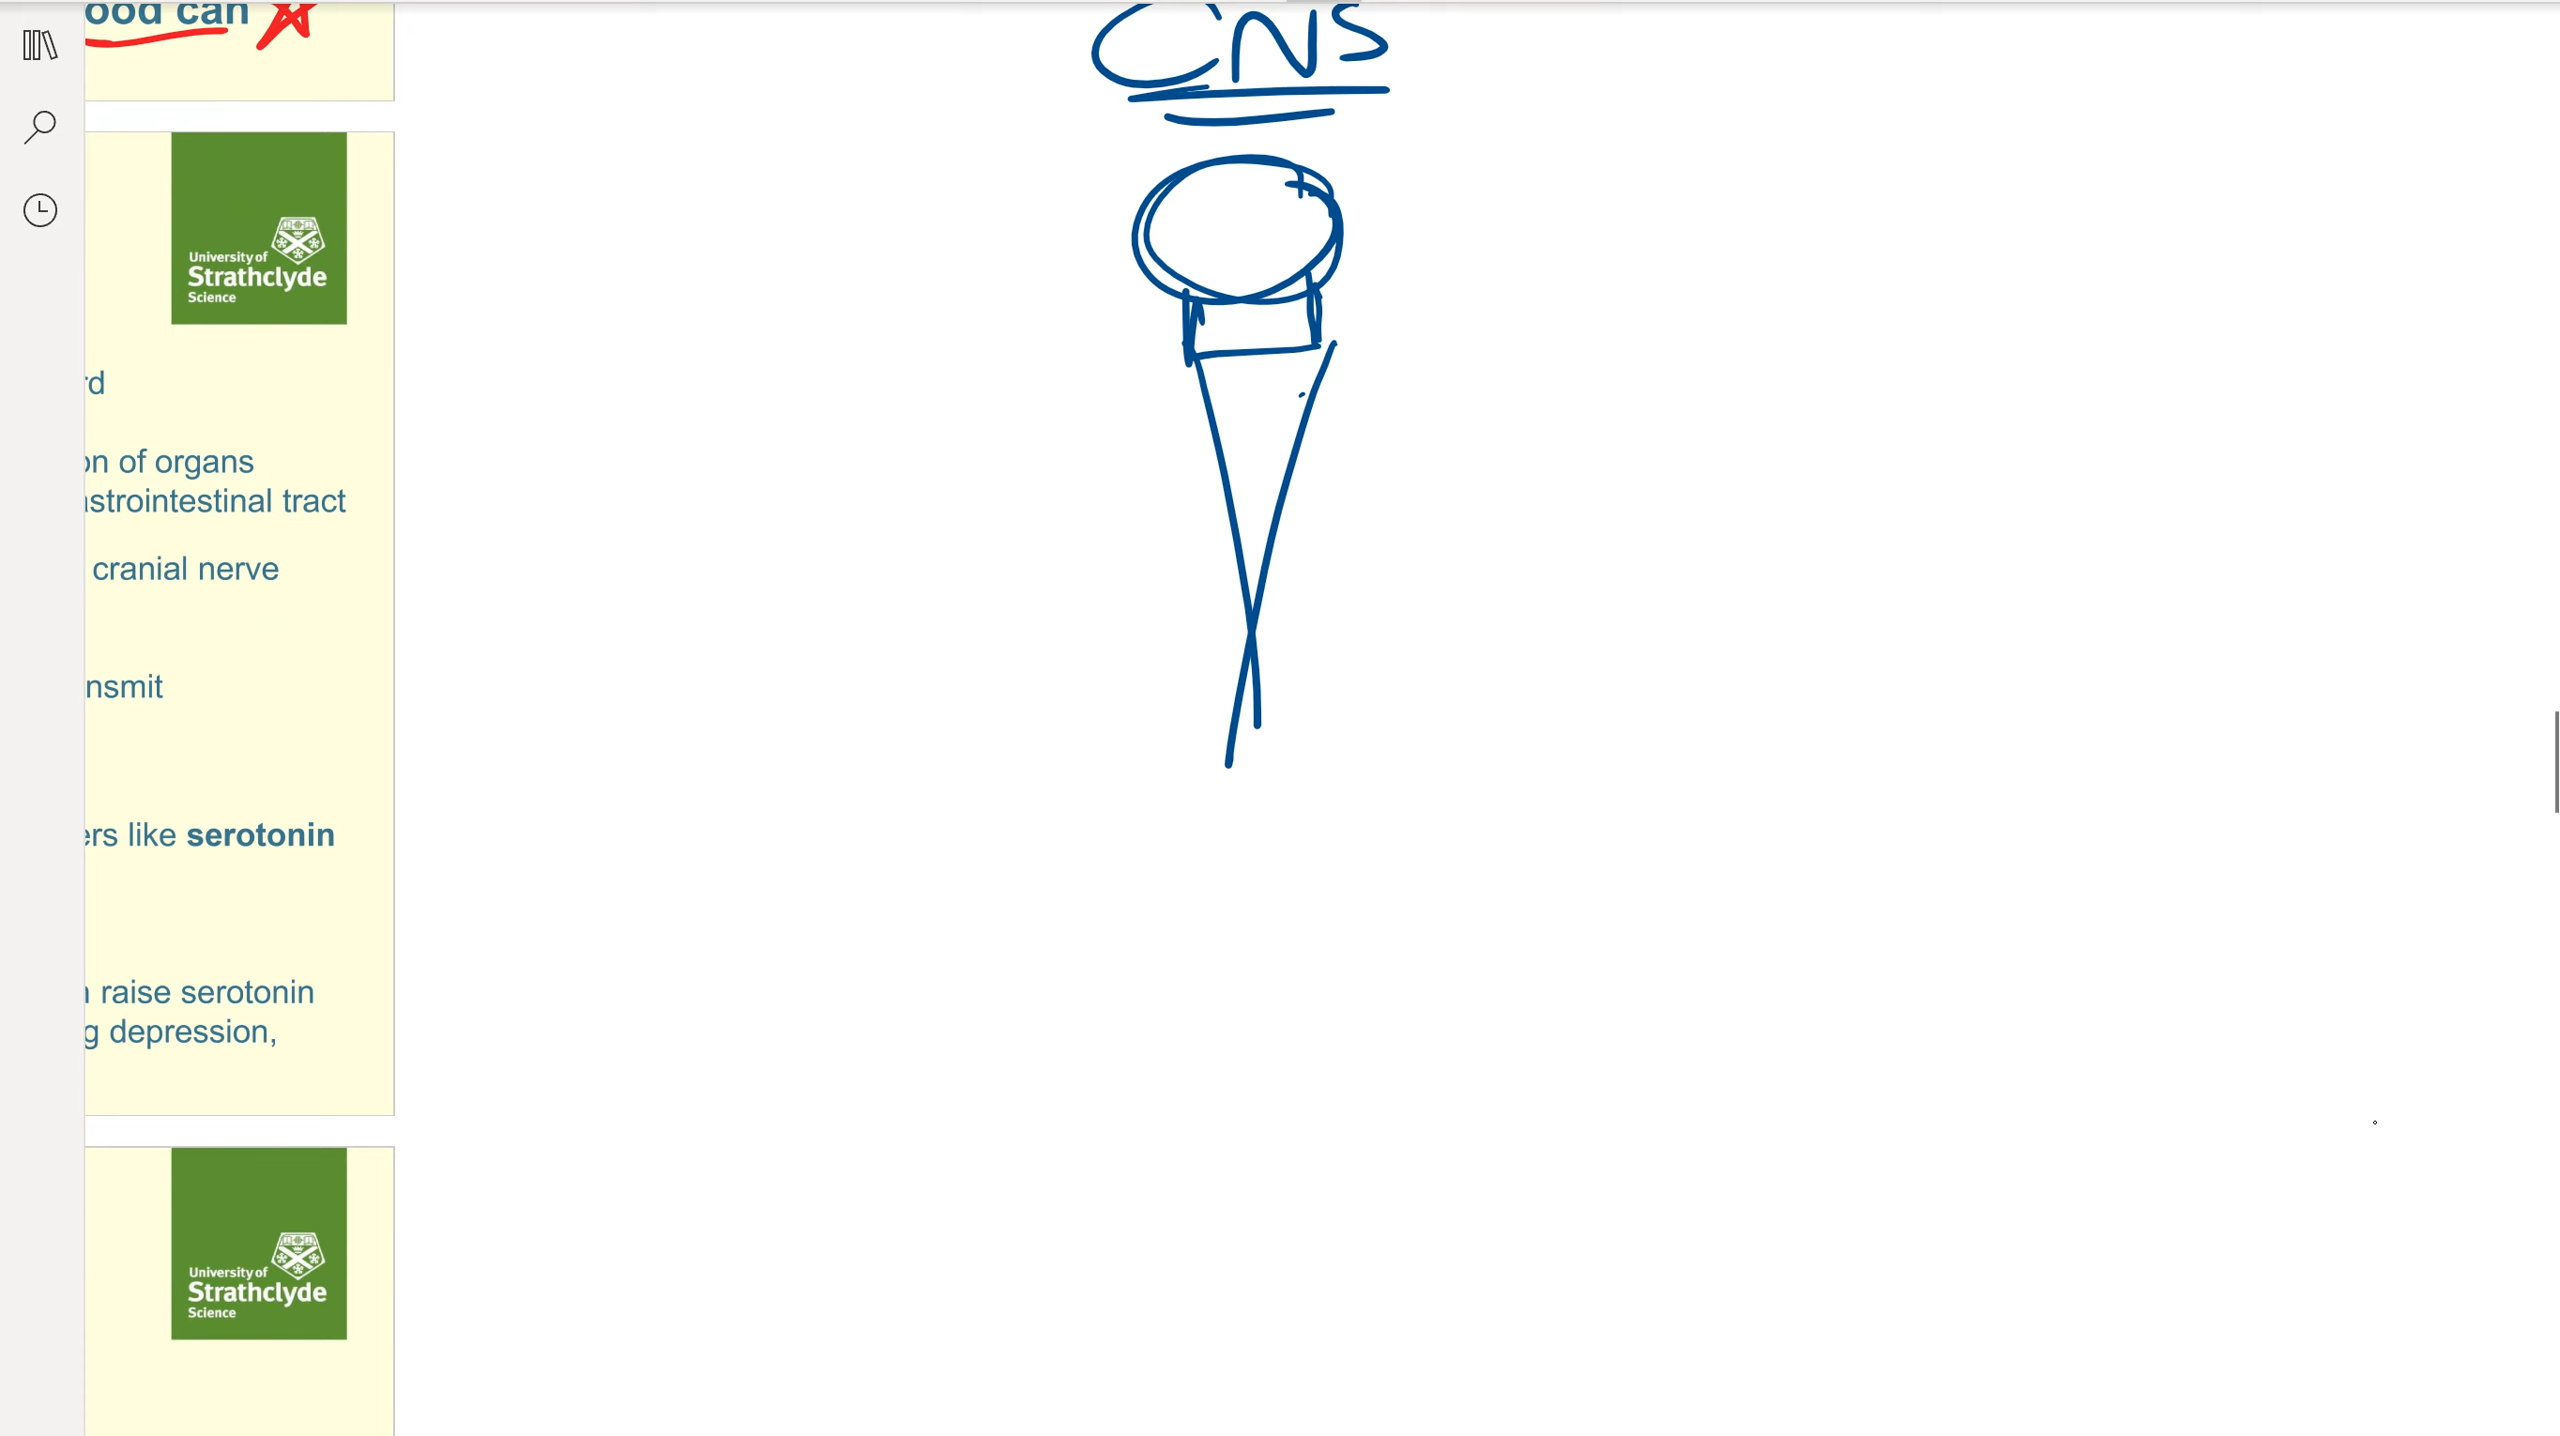 ood can
CNS
University of
Strathclyde
Science
rd
on of organs
astrointestinal tract
cranial nerve
nsmit
ers like serotonin
raise serotonin
g depression,
University of
Strathclyde
Science